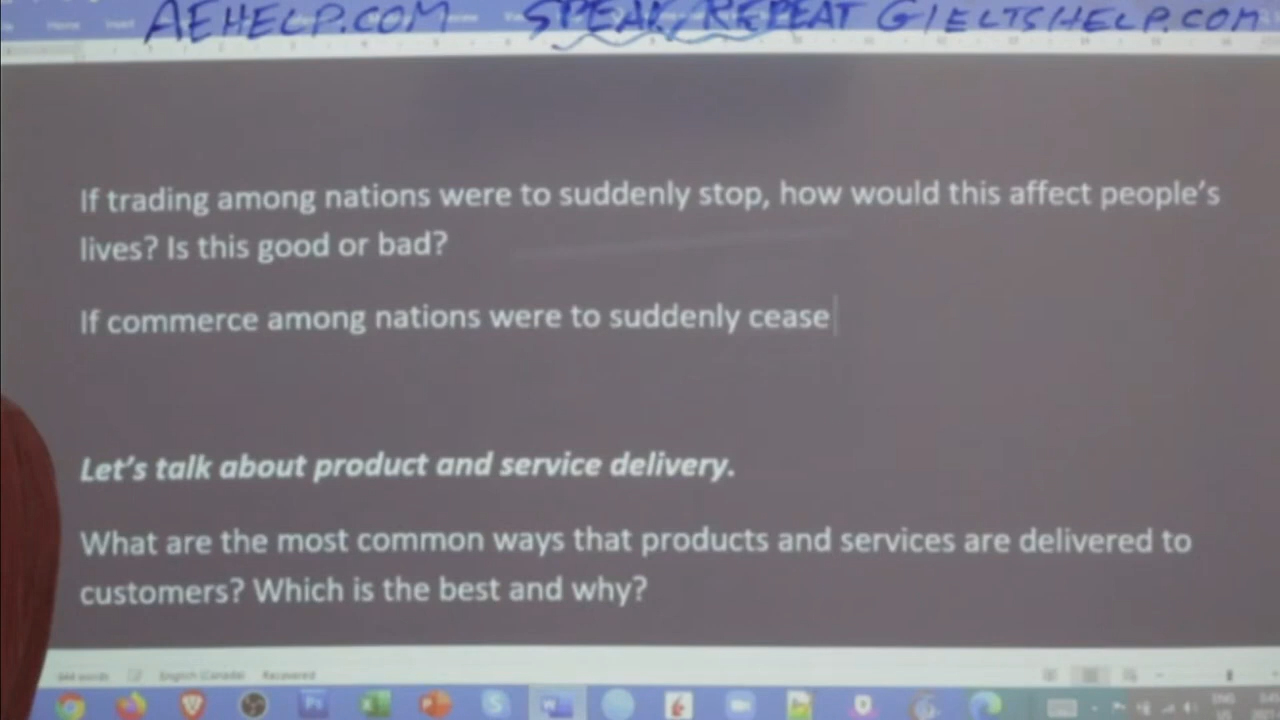 AEHELP.COM SPEAK REPEAT GIELTSHELP.COM
If trading among nations were to suddenly stop, how would this affect people's
lives? Is this good or bad?
If commerce among nations were to suddenly cease
Let's talk about product and service delivery.
What are the most common ways that products and services are delivered to
customers? Which is the best and why?
English (Canada) Recovered